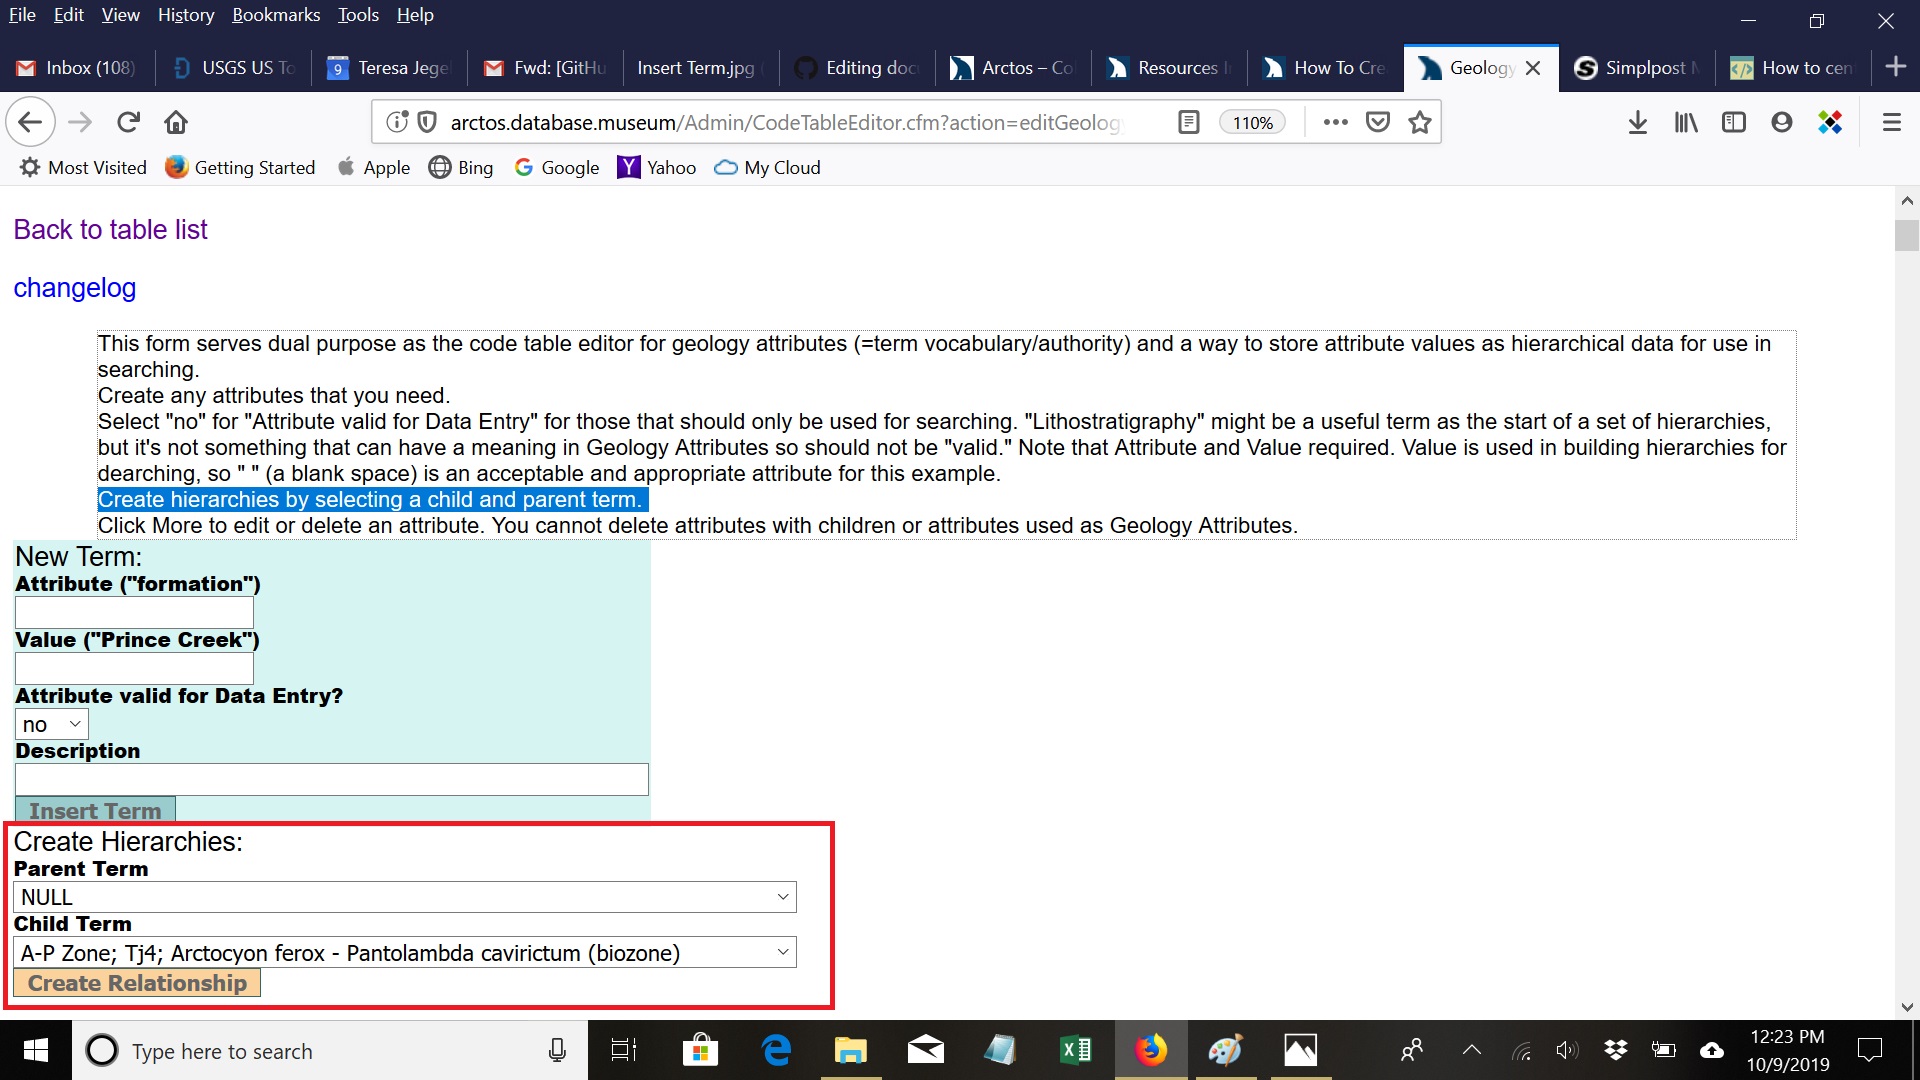 File Edit View History Bookmarks Tools Help
Inbox (108) USGS US To Teresa Jege Fwd: [GitHu Insert Term.jpg Editing doc Arctos – Co Resources How To Cre Geology Simplpost How to cen
arctos.database.museum/Admin/CodeTableEditor.cfm?action=editGeolog 110%
Most Visited Getting Started Apple Bing Google Yahoo My Cloud
Back to table list
changelog
This form serves dual purpose as the code table editor for geology attributes (=term vocabulary/authority) and a way to store attribute values as hierarchical data for use in
searching.
Create any attributes that you need.
Select "no" for "Attribute valid for Data Entry" for those that should only be used for searching. "Lithostratigraphy" might be a useful term as the start of a set of hierarchies,
but it's not something that can have a meaning in Geology Attributes so should not be "valid." Note that Attribute and Value required. Value is used in building hierarchies for
dearching, so " " (a blank space) is an acceptable and appropriate attribute for this example.
Create hierarchies by selecting a child and parent term.
Click More to edit or delete an attribute. You cannot delete attributes with children or attributes used as Geology Attributes.
New Term:
Attribute ("formation")
Value ("Prince Creek")
Attribute valid for Data Entry?
no
Description
Insert Term
Create Hierarchies:
Parent Term
NULL
Child Term
A-P Zone; Tj4; Arctocyon ferox - Pantolambda cavirictum (biozone)
Create Relationship
Type here to search
12:23 PM
10/9/2019